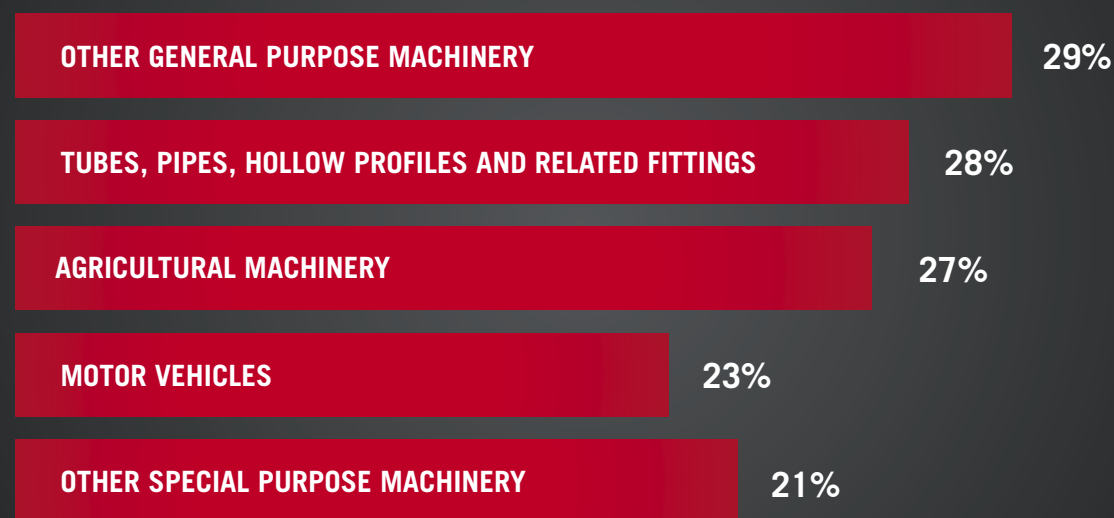 OTHER GENERAL PURPOSE MACHINERY 29%
TUBES, PIPES, HOLLOW PROFILES AND RELATED FITTINGS 28%
AGRICULTURAL MACHINERY 27%
MOTOR VEHICLES 23%
OTHER SPECIAL PURPOSE MACHINERY 21%